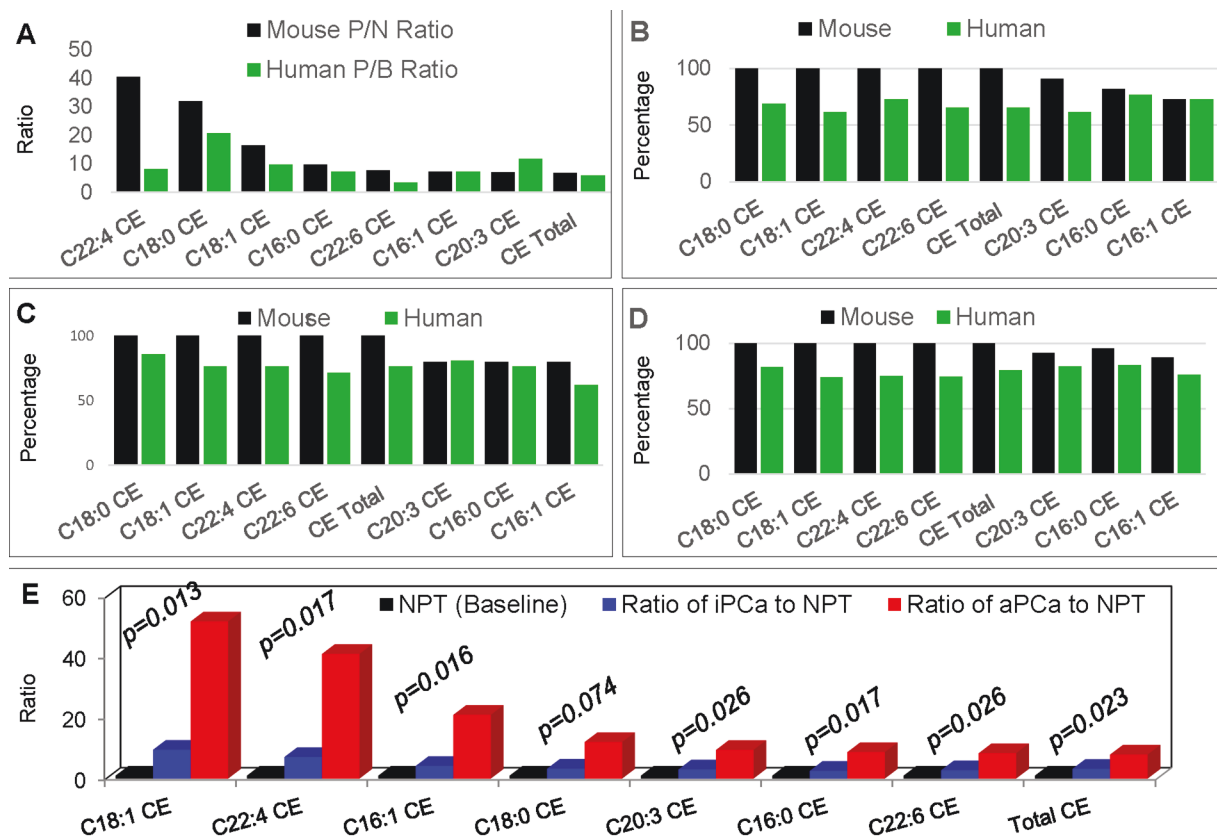 A
Mouse P/N Ratio
Human P/B Ratio
Ratio
50
40
30
20
10
0
C22:4 CE
C18:0 CE
C18:1 CE
C16:0 CE
C22:6 CE
C16:1 CE
C20:3 CE
CE Total
B
Mouse
Human
Percentage
100
50
0
C18:0 CE
C18:1 CE
C22:4 CE
C22:6 CE
CE Total
C20:3 CE
C16:0 CE
C16:1 CE
C
Mouse
Human
Percentage
100
50
0
C18:0 CE
C18:1 CE
C22:4 CE
C22:6 CE
CE Total
C20:3 CE
C16:0 CE
C16:1 CE
D
Mouse
Human
Percentage
100
50
0
C18:0 CE
C18:1 CE
C22:4 CE
C22:6 CE
CE Total
C20:3 CE
C16:0 CE
C16:1 CE
E
NPT (Baseline)
Ratio of iPCa to NPT
Ratio of aPCa to NPT
Ratio
60
40
20
0
p=0.013
p=0.017
p=0.016
p=0.074
p=0.026
p=0.017
p=0.026
p=0.023
C18:1 CE
C22:4 CE
C16:1 CE
C18:0 CE
C20:3 CE
C16:0 CE
C22:6 CE
Total CE